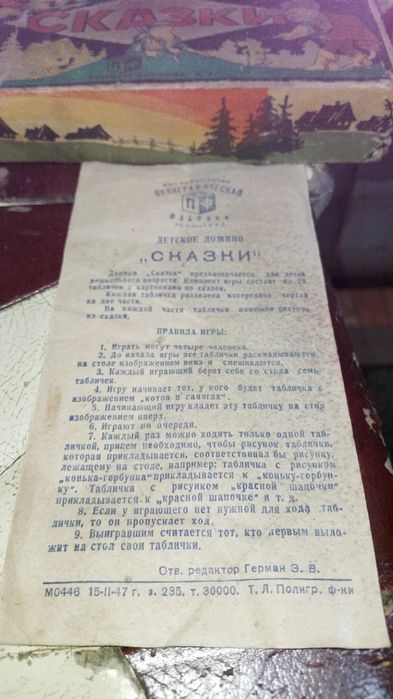 СКАЗКИ
ПОЛИГРАФИЧЕСКАЯ
ПФ
ФАБРИКА
ЛЕНИНГРАД
ДЕТСКОЕ ДОМИНО
„СКАЗКИ"
Домино „Сказки" предназначается для детей
дошкольного возраста. Комплект игры состоит из 28
табличек с картинками из сказок.
Каждая табличка разделена посередине чертой
на две части.
На каждой части таблички помещен рисунок
из сказки.
ПРАВИЛА ИГРЫ:
1. Играть могут четыре человека.
2. До начала игры все таблички раскладываются
на столе изображением вниз и смешиваются.
3. Каждый играющий берет себе со стола семь
табличек.
4. Игру начинает тот, у кого будет табличка с
изображением „котов в сапогах".
5. Начинающий игру кладет эту табличку на стол
изображением вверх.
6. Играют по очереди.
7. Каждый раз можно ходить только одной таб-
личкой, причем необходимо, чтобы рисунок таблички,
которая прикладывается, соответствовал бы рисунку,
лежащему на столе, например: табличка с рисунком
„конька-горбунка" прикладывается к „коньку-горбун-
ку". Табличка с рисунком „красной шапочки"
прикладывается к „красной шапочке" и т. д.
8. Если у играющего нет нужной для хода таб-
лички, то он пропускает ход.
9. Выигравшим считается тот, кто первым выло-
жит на стол свои таблички.
Отв. редактор Герман Э. В.
М0446 15-II-47 г. з. 235, т. 30000. Т. Л. Полигр. ф-ки